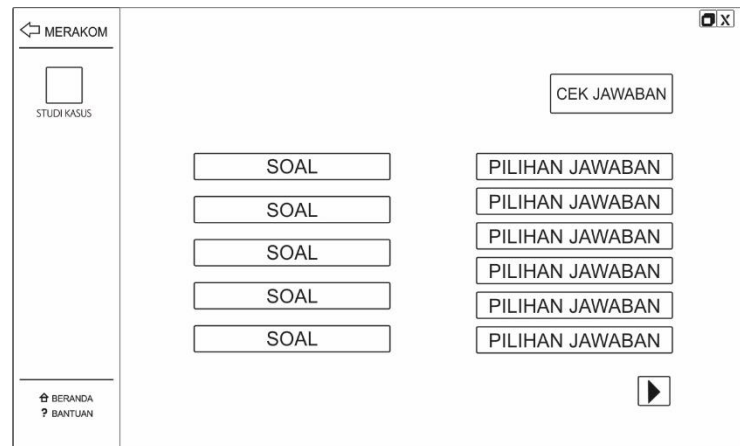 MERAKOM
X
STUDI KASUS
CEK JAWABAN
SOAL
PILIHAN JAWABAN
SOAL
PILIHAN JAWABAN
SOAL
PILIHAN JAWABAN
SOAL
PILIHAN JAWABAN
SOAL
PILIHAN JAWABAN
PILIHAN JAWABAN
BERANDA
? BANTUAN